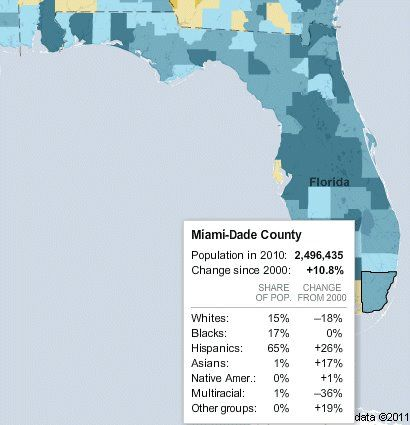 Florida
Miami-Dade County
Population in 2010: 2,496,435
Change since 2000: +10.8%
SHARE CHANGE
OF POP. FROM 2000
Whites: 15% –18%
Blacks: 17% 0%
Hispanics: 65% +26%
Asians: 1% +17%
Native Amer.: 0% +1%
Multiracial: 1% –36%
Other groups: 0% +19%
data ©2011